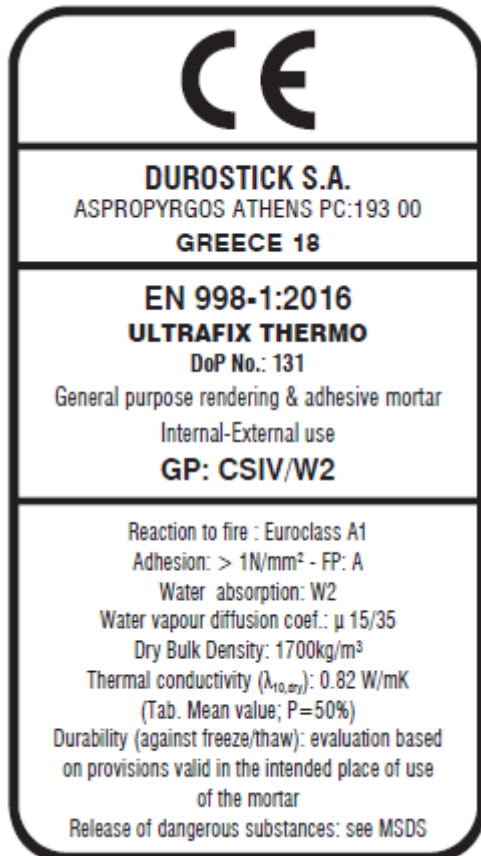 CE
DUROSTICK S.A.
ASPROPYRGOS ATHENS PC:193 00
GREECE 18
EN 998-1:2016
ULTRAFIX THERMO
DoP No.: 131
General purpose rendering & adhesive mortar
Internal-External use
GP: CSIV/W2
Reaction to fire : Euroclass A1
Adhesion: > 1N/mm² - FP: A
Water absorption: W2
Water vapour diffusion coef.: μ 15/35
Dry Bulk Density: 1700kg/m³
Thermal conductivity (λ10,dry): 0.82 W/mK
(Tab. Mean value; P=50%)
Durability (against freeze/thaw): evaluation based
on provisions valid in the intended place of use
of the mortar
Release of dangerous substances: see MSDS